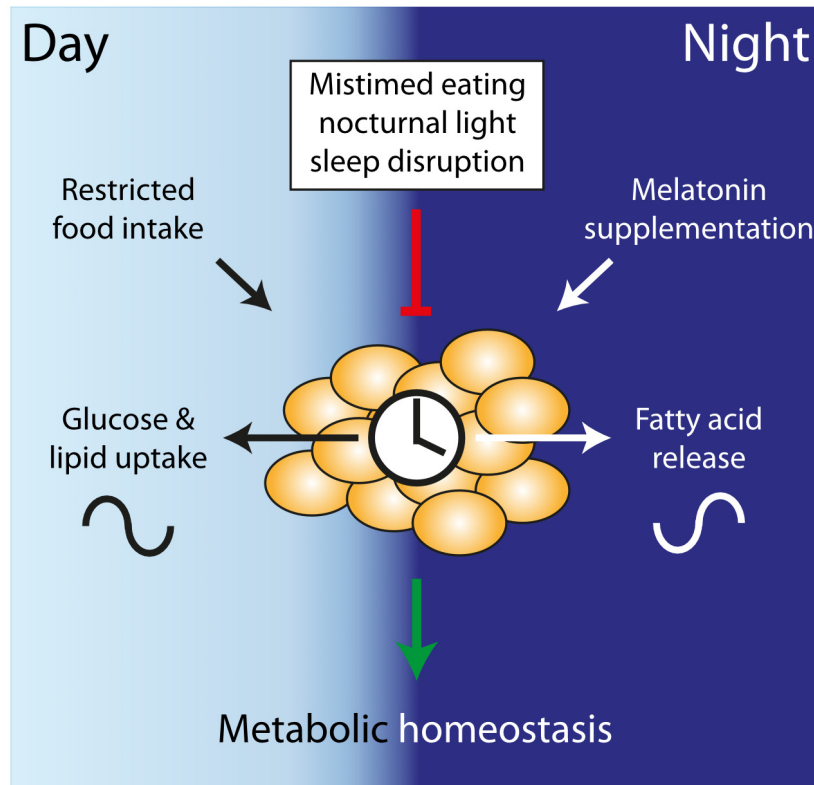 Day
Night
Mistimed eating
nocturnal light
sleep disruption
Restricted
food intake
Melatonin
supplementation
Glucose &
lipid uptake
Fatty acid
release
Metabolic homeostasis